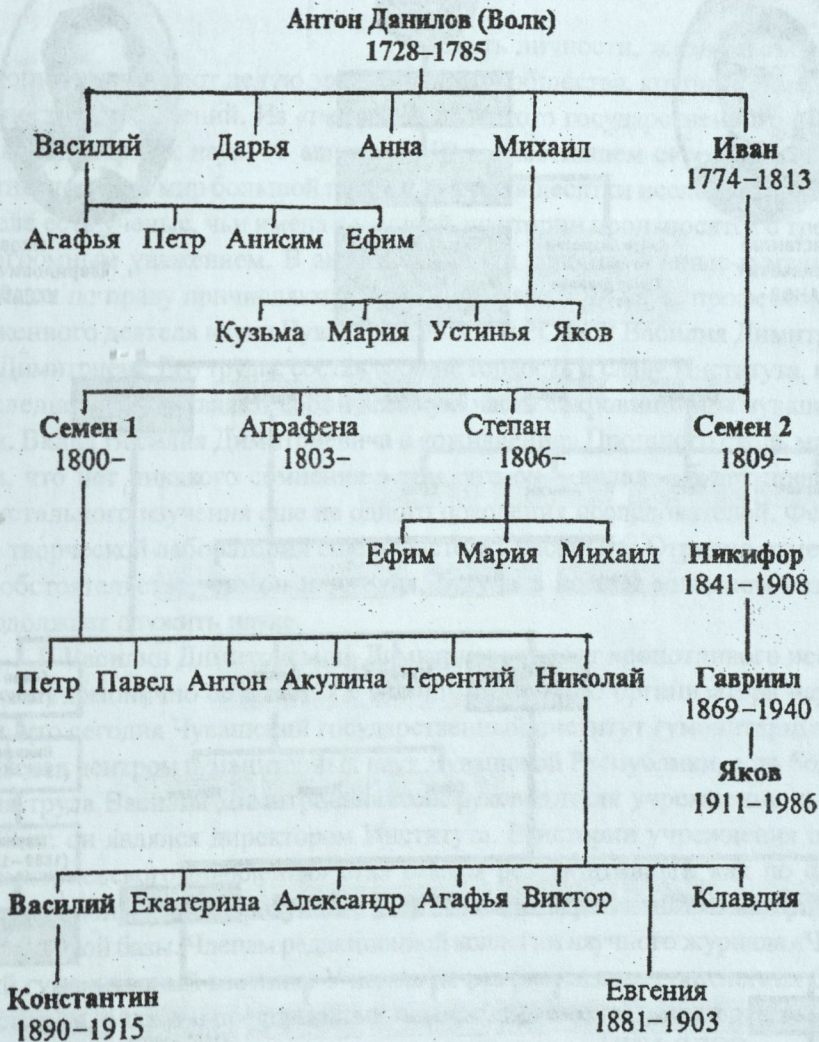 Антон Данилов (Волк)
1728–1785
Василий Дарья Анна Михаил Иван
1774–1813
Агафья Петр Анисим Ефим
Кузьма Мария Устинья Яков
Семен 1 Аграфена Степан Семен 2
1800– 1803– 1806– 1809–
Ефим Мария Михаил Никифор
1841–1908
Петр Павел Антон Акулина Терентий Николай Гавриил
1869–1940
Яков
1911–1986
Василий Екатерина Александр Агафья Виктор Клавдия
Константин Евгения
1890–1915 1881–1903